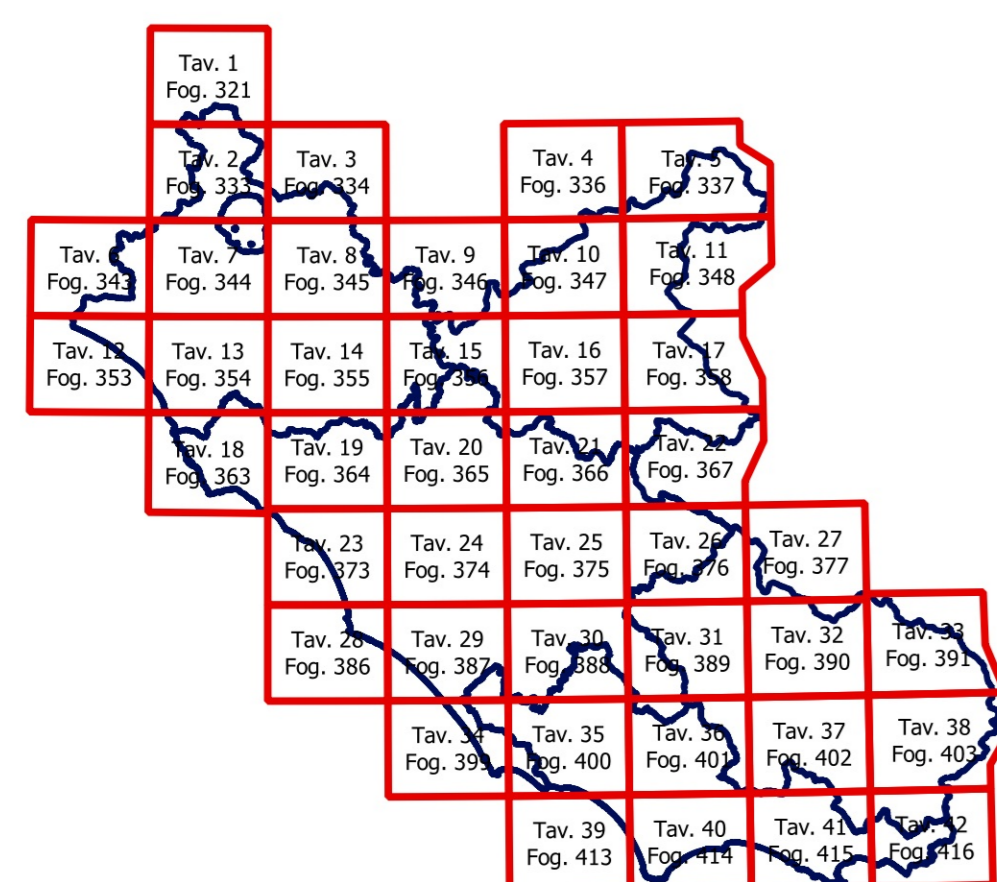 Tav. 1
Fog. 321
Tav. 2
Fog. 333
Tav. 3
Fog. 334
Tav. 4
Fog. 336
Tav. 5
Fog. 337
Tav. 6
Fog. 343
Tav. 7
Fog. 344
Tav. 8
Fog. 345
Tav. 9
Fog. 346
Tav. 10
Fog. 347
Tav. 11
Fog. 348
Tav. 12
Fog. 353
Tav. 13
Fog. 354
Tav. 14
Fog. 355
Tav. 15
Fog. 356
Tav. 16
Fog. 357
Tav. 17
Fog. 358
Tav. 18
Fog. 363
Tav. 19
Fog. 364
Tav. 20
Fog. 365
Tav. 21
Fog. 366
Tav. 22
Fog. 367
Tav. 23
Fog. 373
Tav. 24
Fog. 374
Tav. 25
Fog. 375
Tav. 26
Fog. 376
Tav. 27
Fog. 377
Tav. 28
Fog. 386
Tav. 29
Fog. 387
Tav. 30
Fog. 388
Tav. 31
Fog. 389
Tav. 32
Fog. 390
Tav. 33
Fog. 391
Tav. 34
Fog. 399
Tav. 35
Fog. 400
Tav. 36
Fog. 401
Tav. 37
Fog. 402
Tav. 38
Fog. 403
Tav. 39
Fog. 413
Tav. 40
Fog. 414
Tav. 41
Fog. 415
Tav. 42
Fog. 416